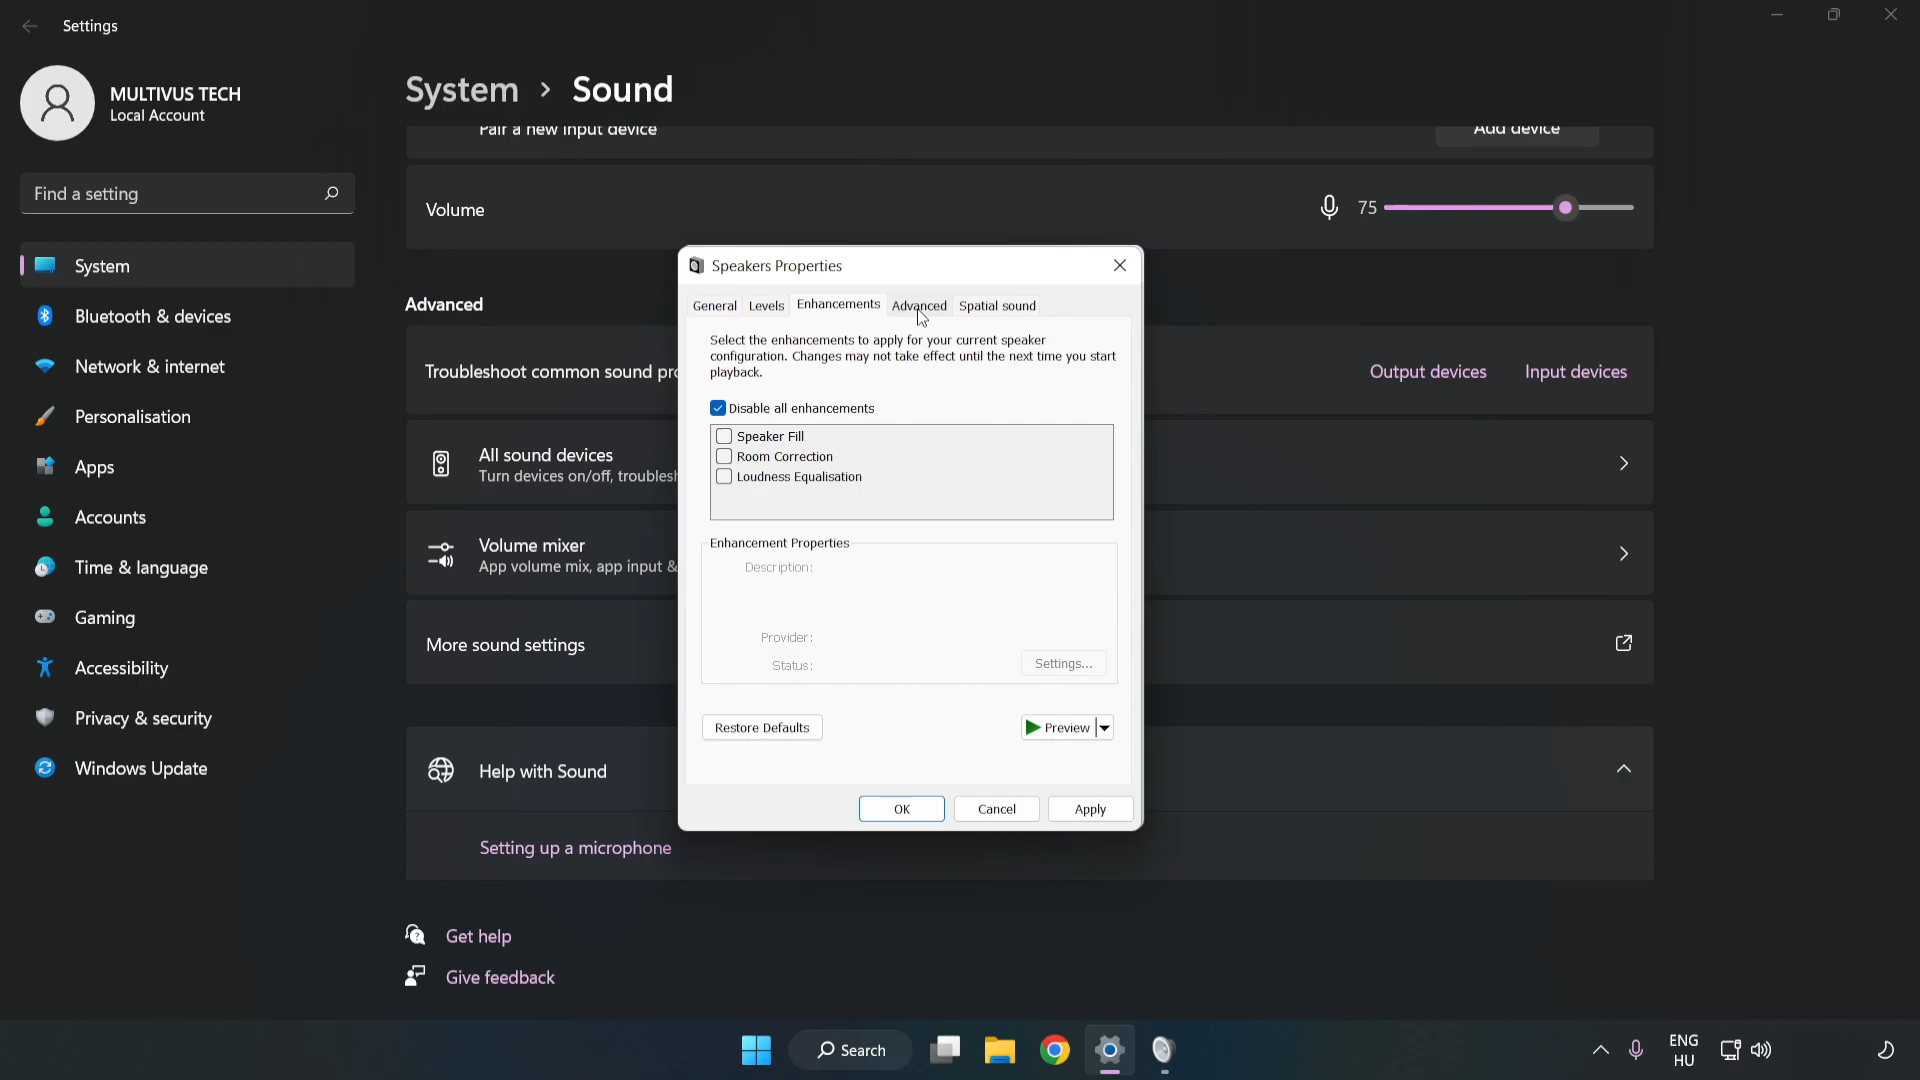 Settings
MULTIVUS TECH
Local Account
Find a setting
System
Bluetooth & devices
Network & internet
Personalisation
Apps
Accounts
Time & language
Gaming
Accessibility
Privacy & security
Windows Update
System > Sound
Pair a new input device
Add device
Volume
75
Advanced
Troubleshoot common sound pro
Output devices
Input devices
All sound devices
Turn devices on/off, troublesh
Volume mixer
App volume mix, app input &
More sound settings
Help with Sound
Setting up a microphone
Get help
Give feedback
Speakers Properties
General
Levels
Enhancements
Advanced
Spatial sound
Select the enhancements to apply for your current speaker
configuration. Changes may not take effect until the next time you start
playback.
Disable all enhancements
Speaker Fill
Room Correction
Loudness Equalisation
Enhancement Properties
Description:
Provider:
Status:
Settings...
Restore Defaults
Preview
OK
Cancel
Apply
Search
ENG
HU